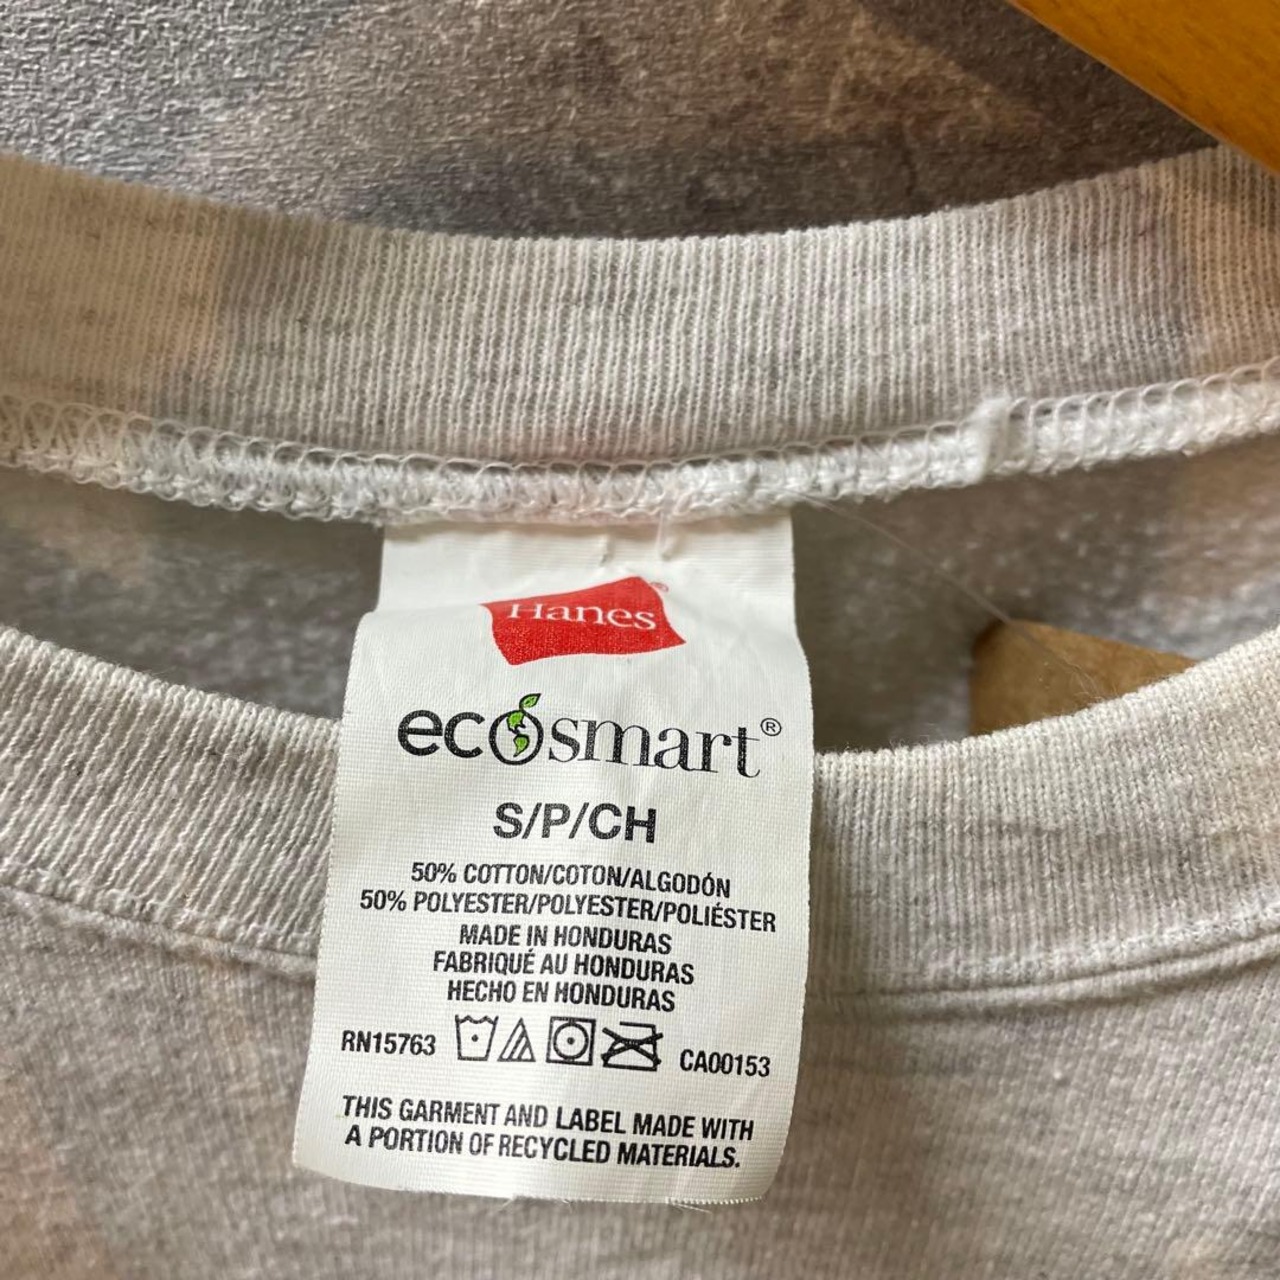 Hanes®
ecosmart®
S/P/CH
50% COTTON/COTON/ALGODÓN
50% POLYESTER/POLYESTER/POLIÉSTER
MADE IN HONDURAS
FABRIQUÉ AU HONDURAS
HECHO EN HONDURAS
RN15763 CA00153
THIS GARMENT AND LABEL MADE WITH
A PORTION OF RECYCLED MATERIALS.